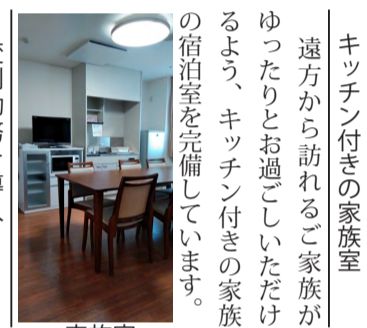 キッチン付きの家族室
遠方から訪れるご家族が
ゆったりとお過ごしいただけ
るよう、キッチン付きの家族
の宿泊室を完備しています。